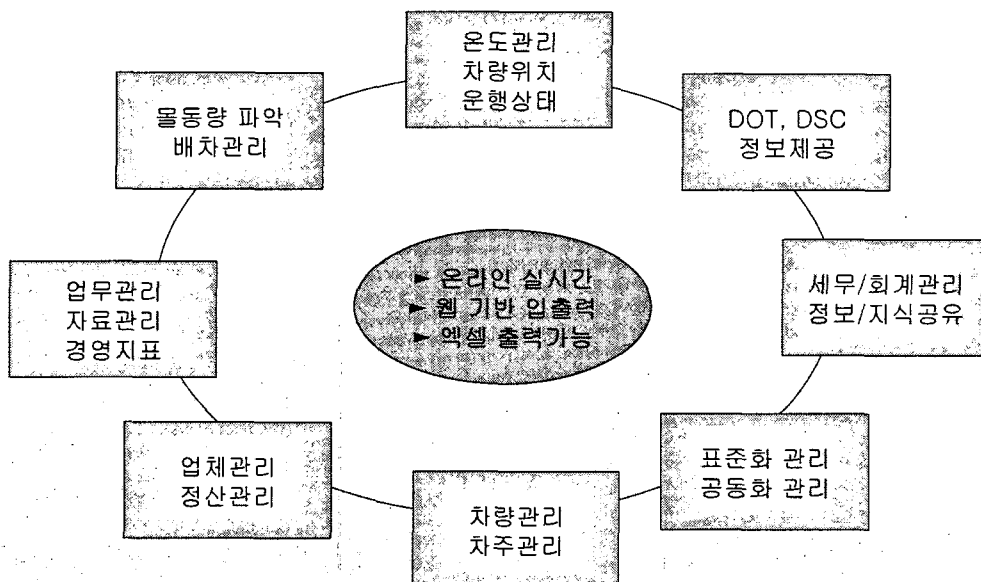 온도관리
차량위치
운행상태
DOT, DSC
정보제공
세무/회계관리
정보/지식공유
표준화 관리
공동화 관리
차량관리
차주관리
업체관리
정산관리
업무관리
자료관리
경영지표
물동량 파악
배차관리
► 온라인 실시간
► 웹 기반 입출력
► 엑셀 출력가능